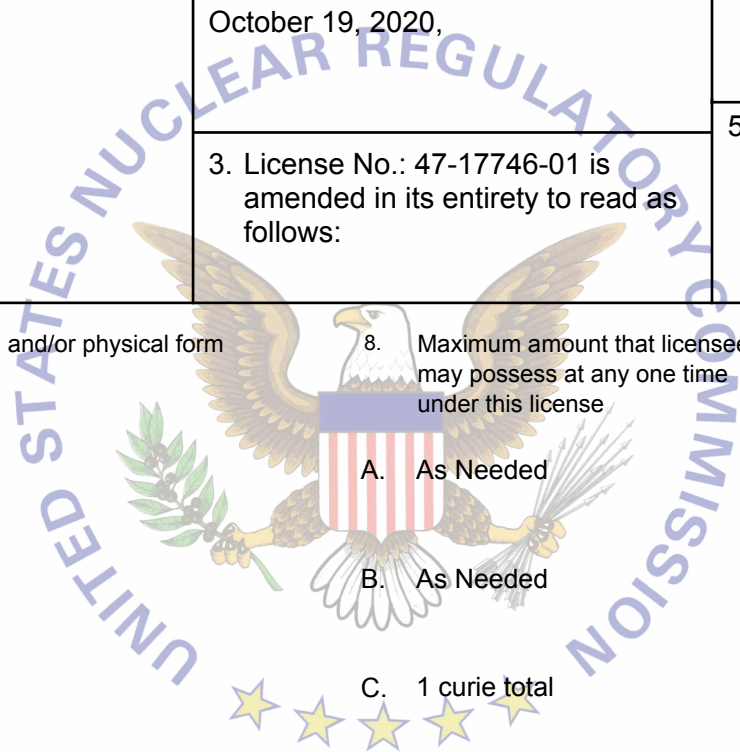 October 19, 2020,
5
3. License No.: 47-17746-01 is
amended in its entirety to read as
follows:
and/or physical form
8. Maximum amount that licensee
may possess at any one time
under this license
A. As Needed
B. As Needed
C. 1 curie total
UNITED STATES NUCLEAR REGULATORY COMMISSION